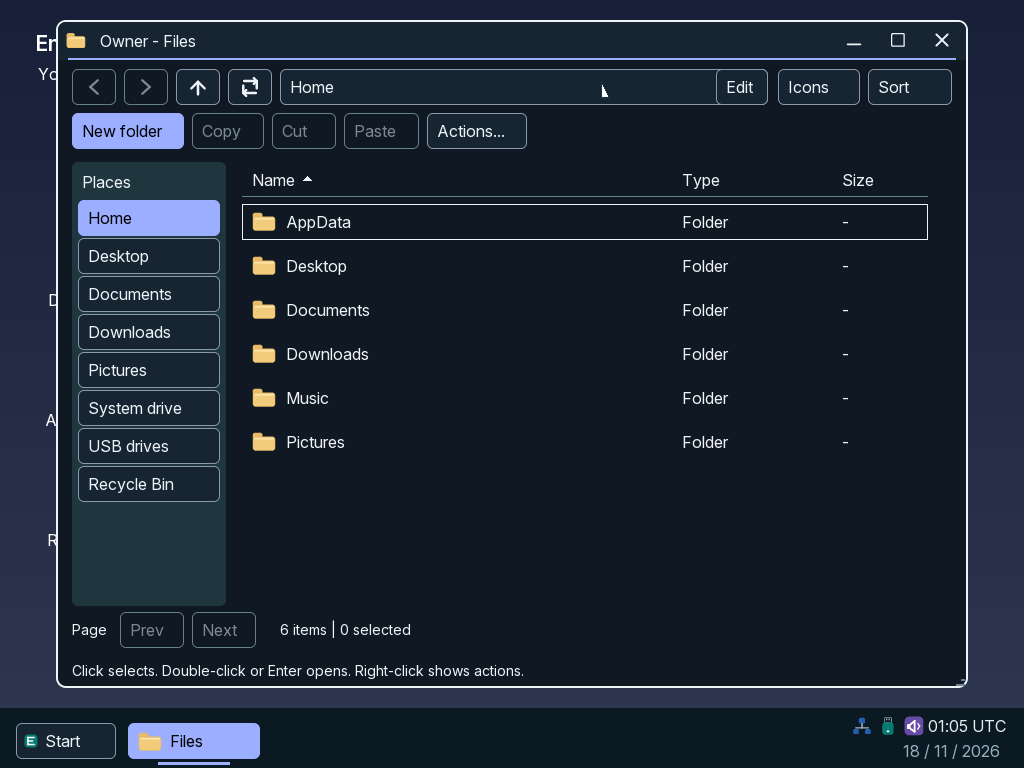 Owner - Files
Home
Edit
Icons
Sort
New folder
Copy
Cut
Paste
Actions...
Places
Home
Desktop
Documents
Downloads
Pictures
System drive
USB drives
Recycle Bin
Name Type Size
AppData Folder -
Desktop Folder -
Documents Folder -
Downloads Folder -
Music Folder -
Pictures Folder -
Page Prev Next 6 items | 0 selected
Click selects. Double-click or Enter opens. Right-click shows actions.
E Start
Files
01:05 UTC
18 / 11 / 2026